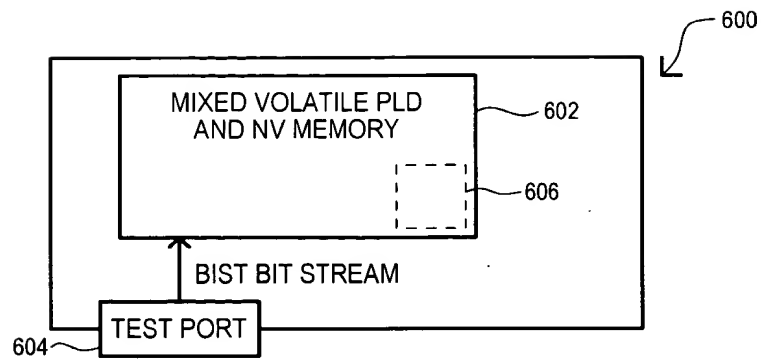 600
MIXED VOLATILE PLD
AND NV MEMORY
602
606
BIST BIT STREAM
TEST PORT
604